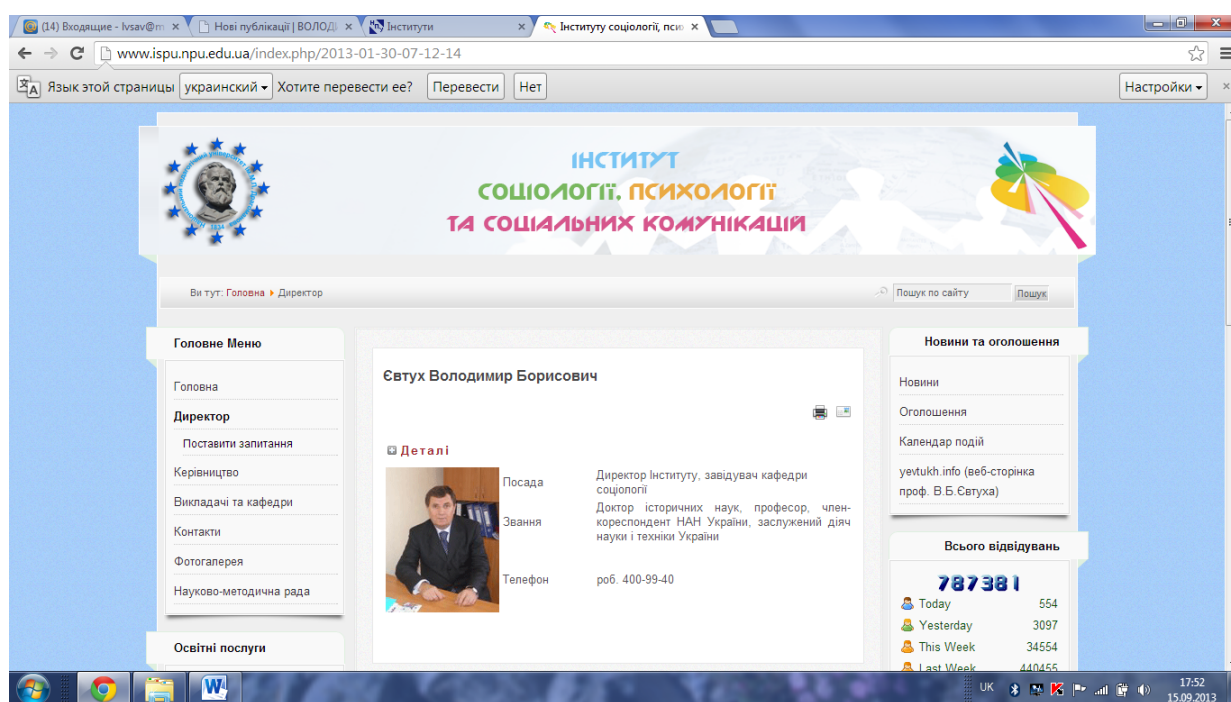 (14) Входящие - lvsav@m
Нові публікації | ВОЛОДИ
Інститути
Інституту соціології, псих
www.ispu.npu.edu.ua/index.php/2013-01-30-07-12-14
Язык этой страницы украинский Хотите перевести ее? Перевести Нет Настройки
ІНСТИТУТ
СОЦІОЛОГІЇ, ПСИХОЛОГІЇ
ТА СОЦІАЛЬНИХ КОМУНІКАЦІЙ
Ви тут: Головна Директор
Пошук по сайту Пошук
Головне Меню
Головна
Директор
Поставити запитання
Керівництво
Викладачі та кафедри
Контакти
Фотогалерея
Науково-методична рада
Освітні послуги
Євтух Володимир Борисович
Деталі
Посада
Директор Інституту, завідувач кафедри
соціології
Звання
Доктор історичних наук, професор, член-
кореспондент НАН України, заслужений діяч
науки і техніки України
Телефон
роб. 400-99-40
Новини та оголошення
Новини
Оголошення
Календар подій
yevtukh.info (веб-сторінка
проф. В.Б.Євтуха)
Всього відвідувань
787381
Today 554
Yesterday 3097
This Week 34554
Last Week 440455
UK
17:52
15.09.2013